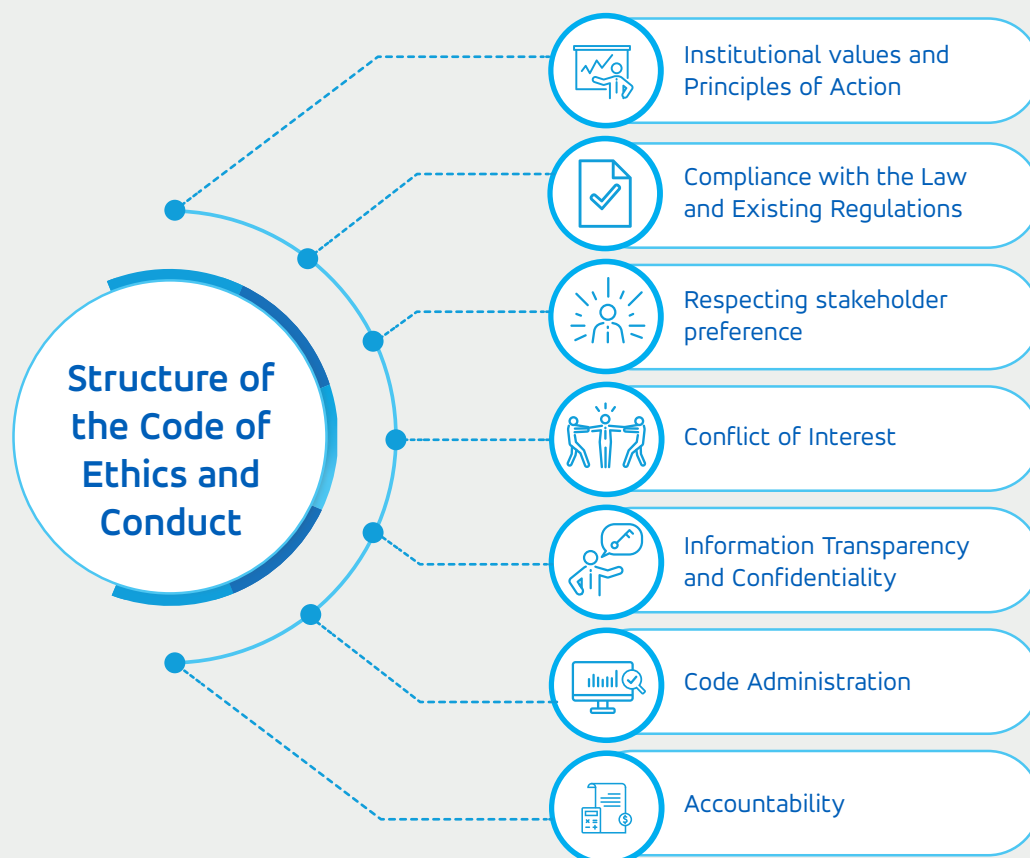 Structure of
the Code of
Ethics and
Conduct
Institutional values and
Principles of Action
Compliance with the Law
and Existing Regulations
Respecting stakeholder
preference
Conflict of Interest
Information Transparency
and Confidentiality
Code Administration
Accountability